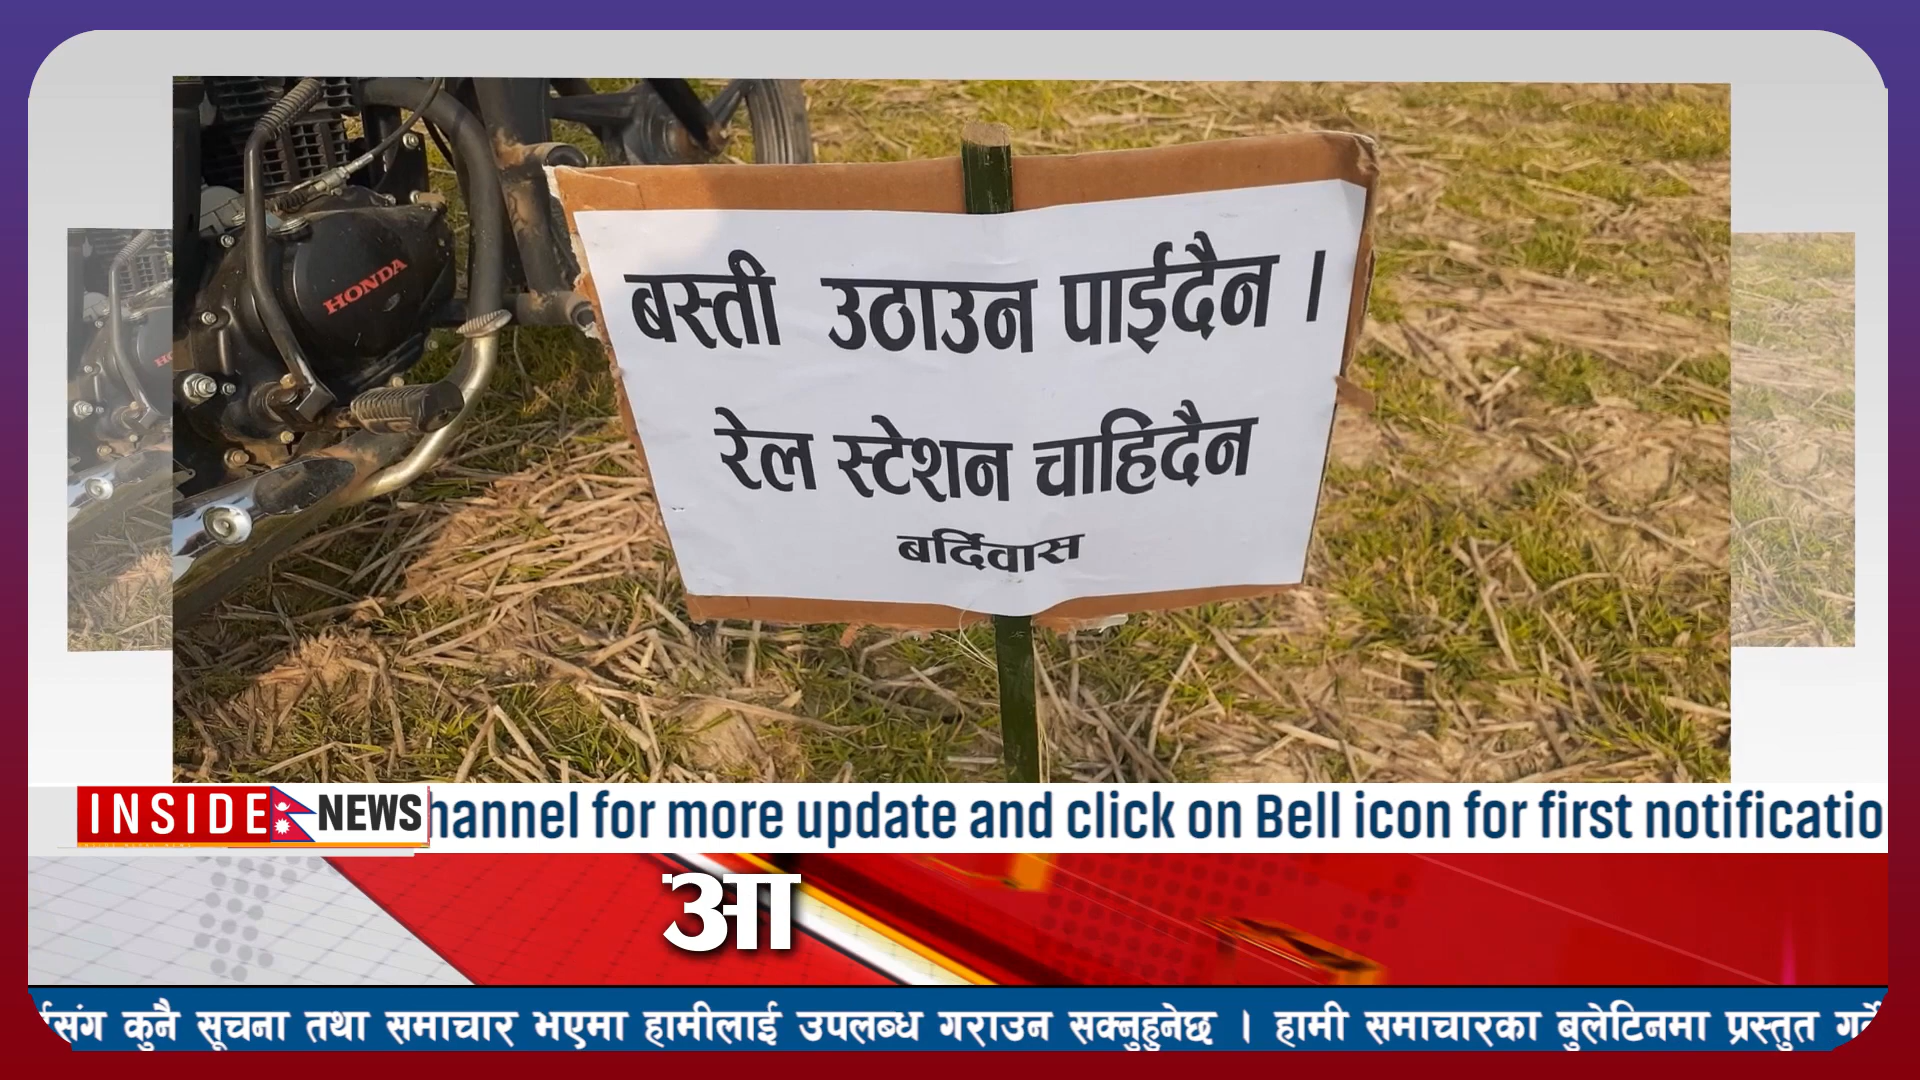 HONDA
बस्ती उठाउन पाईदैन ।
रेल स्टेशन चाहिदैन
बर्दिवास
INSIDE NEWS
hannel for more update and click on Bell icon for first notificatio
आ
संग कुनै सूचना तथा समाचार भएमा हामीलाई उपलब्ध गराउन सक्नुहुनेछ । हामी समाचारका बुलेटिनमा प्रस्तुत